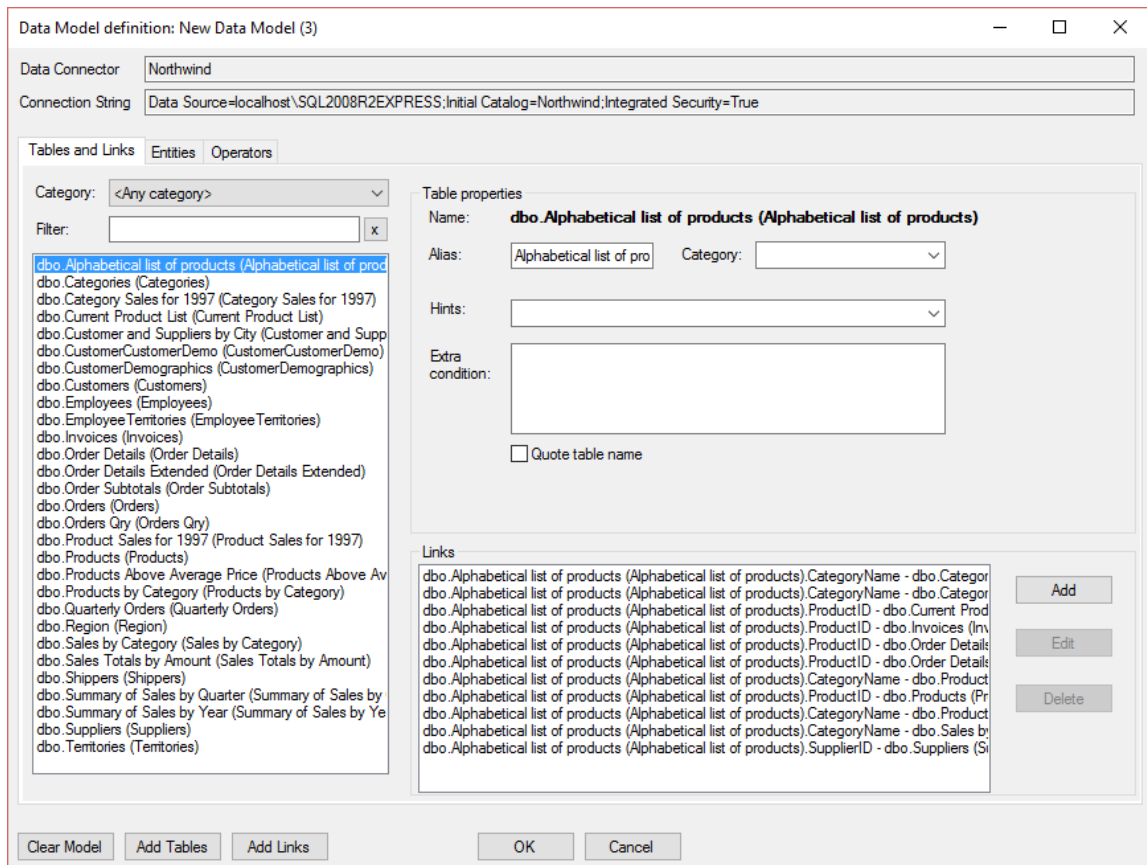 Data Model definition: New Data Model (3)
Data Connector Northwind
Connection String Data Source=localhost\SQL2008R2EXPRESS;Initial Catalog=Northwind;Integrated Security=True
Tables and Links Entities Operators
Category: <Any category>
Filter: x
dbo.Alphabetical list of products (Alphabetical list of prod
dbo.Categories (Categories)
dbo.Category Sales for 1997 (Category Sales for 1997)
dbo.Current Product List (Current Product List)
dbo.Customer and Suppliers by City (Customer and Supp
dbo.CustomerCustomerDemo (CustomerCustomerDemo)
dbo.CustomerDemographics (CustomerDemographics)
dbo.Customers (Customers)
dbo.Employees (Employees)
dbo.EmployeeTerritories (EmployeeTerritories)
dbo.Invoices (Invoices)
dbo.Order Details (Order Details)
dbo.Order Details Extended (Order Details Extended)
dbo.Order Subtotals (Order Subtotals)
dbo.Orders (Orders)
dbo.Orders Qry (Orders Qry)
dbo.Product Sales for 1997 (Product Sales for 1997)
dbo.Products (Products)
dbo.Products Above Average Price (Products Above Av
dbo.Products by Category (Products by Category)
dbo.Quarterly Orders (Quarterly Orders)
dbo.Region (Region)
dbo.Sales by Category (Sales by Category)
dbo.Sales Totals by Amount (Sales Totals by Amount)
dbo.Shippers (Shippers)
dbo.Summary of Sales by Quarter (Summary of Sales by
dbo.Summary of Sales by Year (Summary of Sales by Ye
dbo.Suppliers (Suppliers)
dbo.Territories (Territories)
Table properties
Name: dbo.Alphabetical list of products (Alphabetical list of products)
Alias: Alphabetical list of pro Category:
Hints:
Extra
condition:
Quote table name
Links
dbo.Alphabetical list of products (Alphabetical list of products).CategoryName - dbo.Categor
dbo.Alphabetical list of products (Alphabetical list of products).CategoryName - dbo.Categor
dbo.Alphabetical list of products (Alphabetical list of products).ProductID - dbo.Current Prod
dbo.Alphabetical list of products (Alphabetical list of products).ProductID - dbo.Invoices (Inv
dbo.Alphabetical list of products (Alphabetical list of products).ProductID - dbo.Order Details
dbo.Alphabetical list of products (Alphabetical list of products).ProductID - dbo.Order Details
dbo.Alphabetical list of products (Alphabetical list of products).CategoryName - dbo.Product
dbo.Alphabetical list of products (Alphabetical list of products).ProductID - dbo.Products (Pr
dbo.Alphabetical list of products (Alphabetical list of products).CategoryName - dbo.Product
dbo.Alphabetical list of products (Alphabetical list of products).CategoryName - dbo.Sales by
dbo.Alphabetical list of products (Alphabetical list of products).SupplierID - dbo.Suppliers (S
Add
Edit
Delete
Clear Model Add Tables Add Links OK Cancel